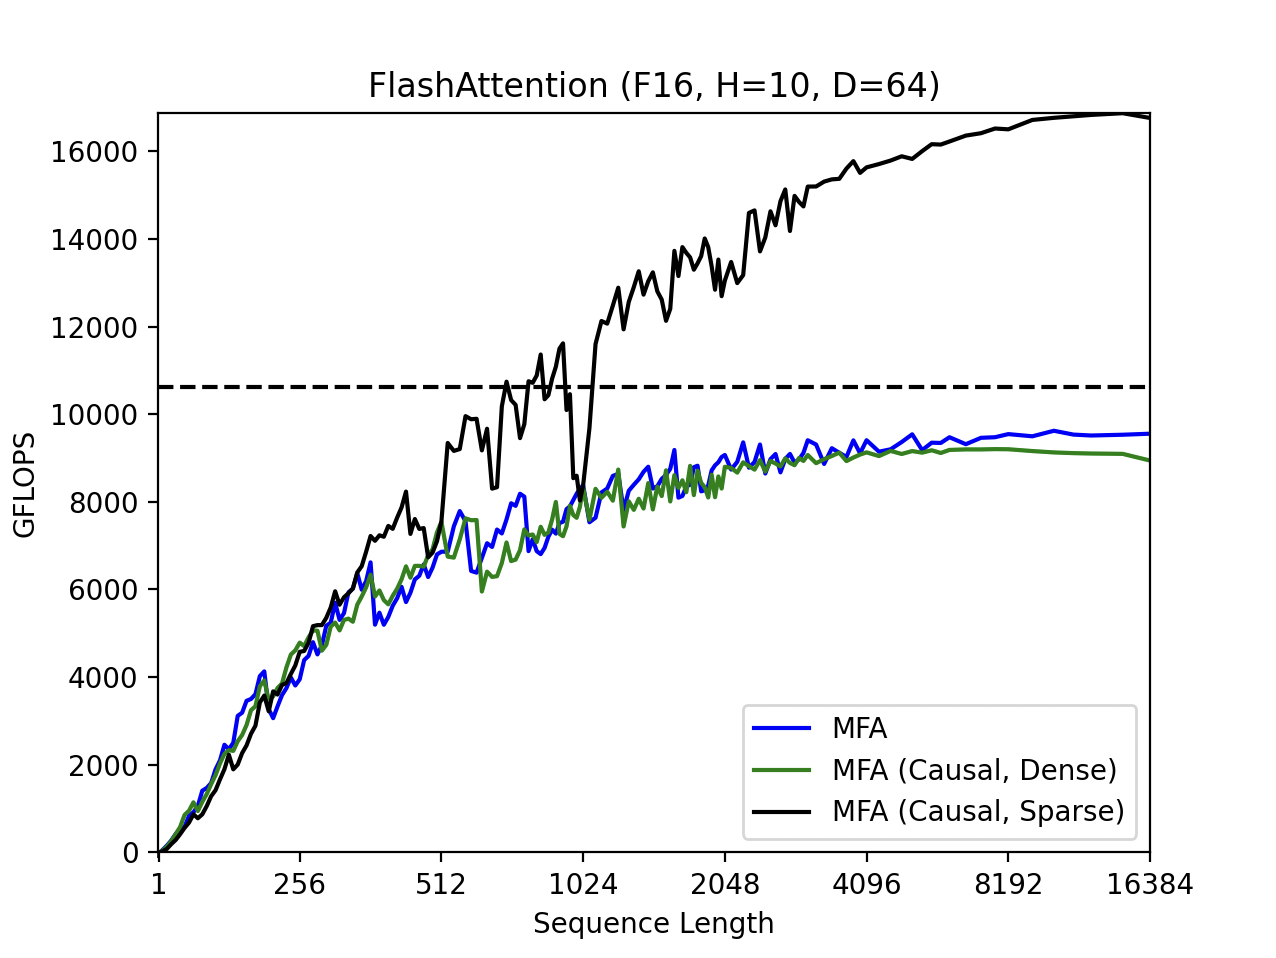 FlashAttention (F16, H=10, D=64)
16000
14000
12000
10000
8000
6000
4000
2000
0
GFLOPS
MFA
MFA (Causal, Dense)
MFA (Causal, Sparse)
1 256 512 1024 2048 4096 8192 16384
Sequence Length